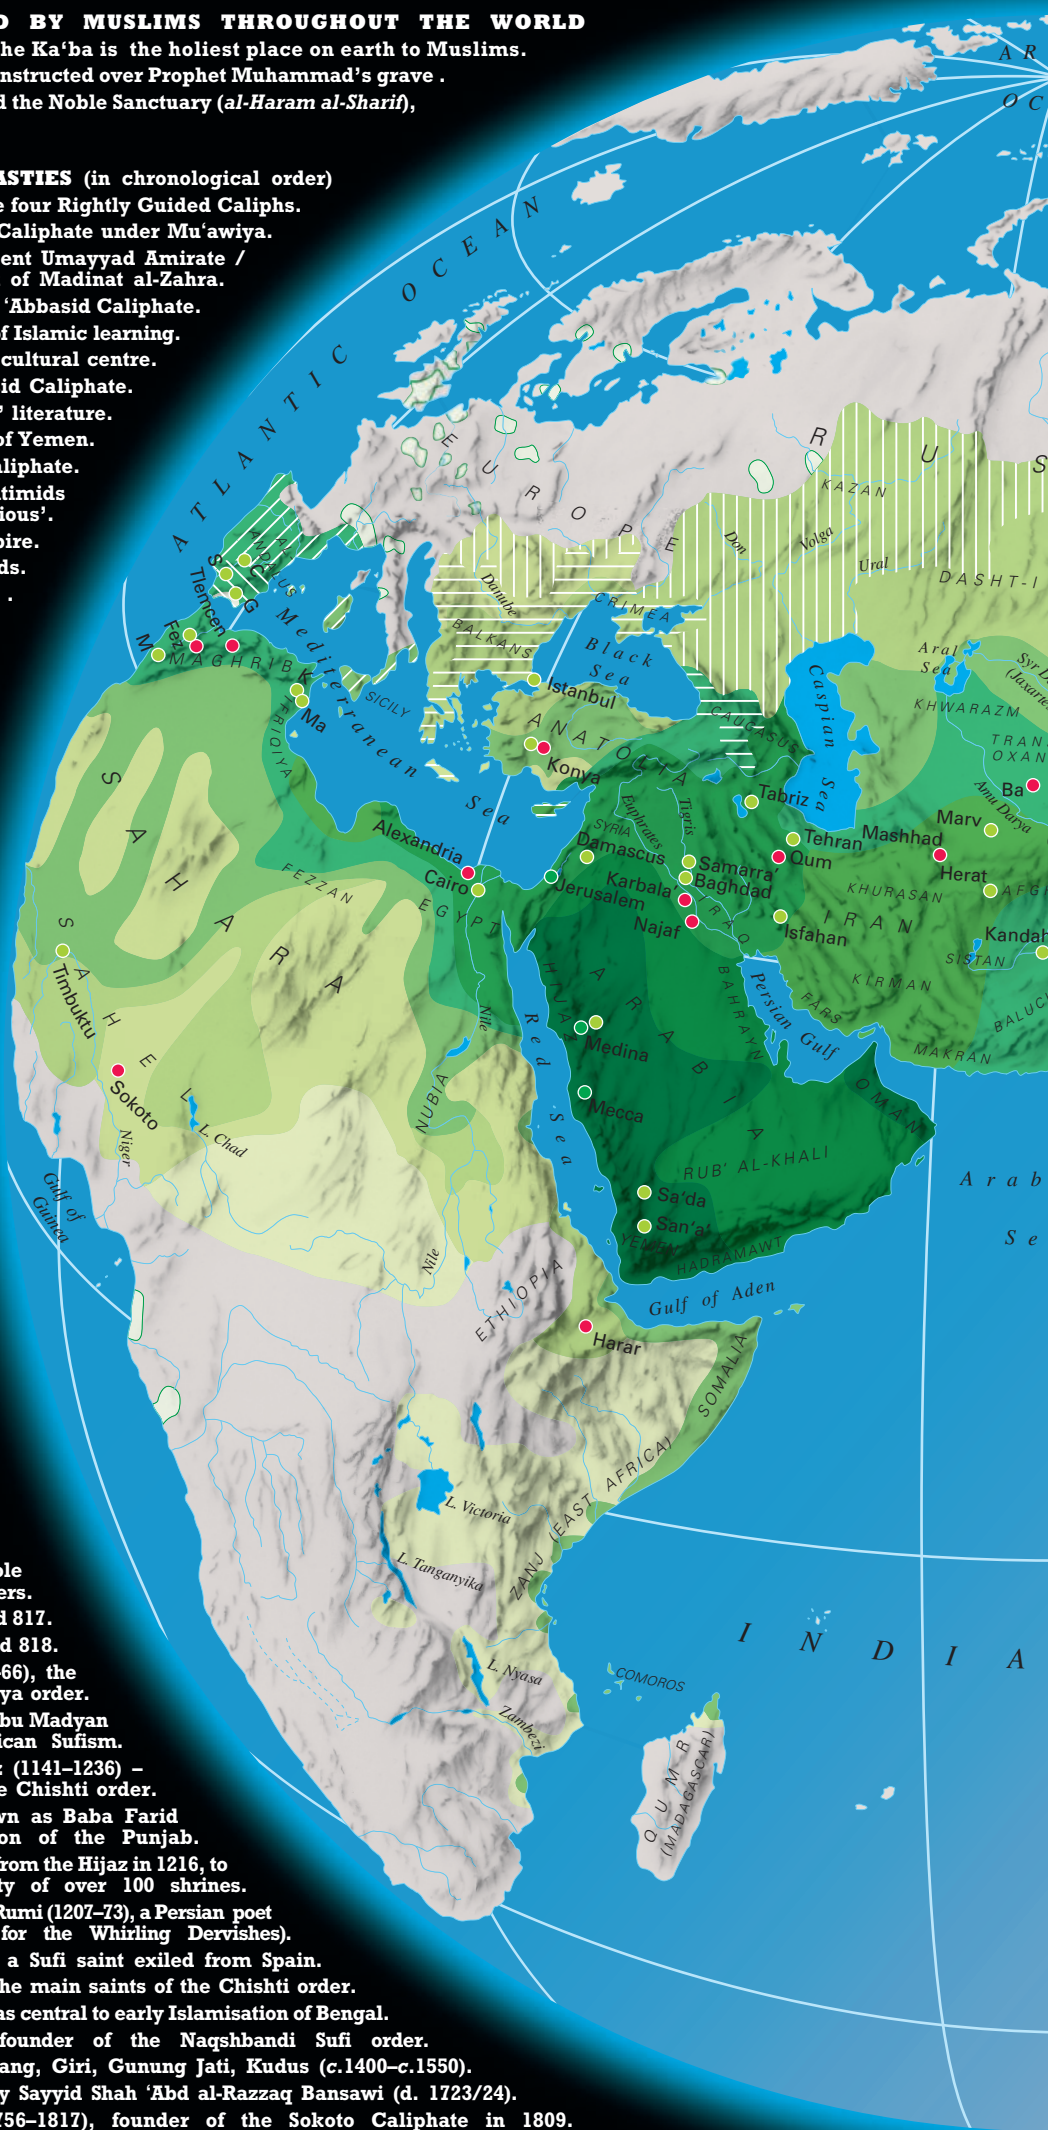 D BY MUSLIMS THROUGHOUT THE WORLD
he Ka‘ba is the holiest place on earth to Muslims.
nstructed over Prophet Muhammad’s grave .
d the Noble Sanctuary (al-Haram al-Sharif),
ASTIES (in chronological order)
e four Rightly Guided Caliphs.
Caliphate under Mu‘awiya.
ent Umayyad Amirate /
of Madinat al-Zahra.
‘Abbasid Caliphate.
of Islamic learning.
cultural centre.
id Caliphate.
’ literature.
of Yemen.
aliphate.
timids
ious’.
pire.
ds.
.
AR
OC
ATLANTIC OCEAN
EUROPE
RUS
KAZAN
Don
Volga
Ural
DASHT-I
Danube
CRIMEA
BALKANS
Black
Sea
Aral
Sea
Syr D
(Jaxarte
Caspian Sea
KHWARAZM
TRAN
OXAN
CAUCASUS
AL-
ANDALUS
S
C
G
Tlemcen
Fez
M
MAGHRIB
K
Ma
IFRIQIYA
SICILY
Mediterranean Sea
Istanbul
ANATOLIA
Konya
Tabriz
Ba
Amu Darya
Marv
Tehran
Mashhad
Qum
Herat
Euphrates
Tigris
SYRIA
Damascus
Samarra’
Baghdad
Karbala’
Jerusalem
Najaf
IRAQ
Alexandria
Cairo
EGYPT
FEZZAN
SAHARA
KHURASAN
IRAN
AFGH
Isfahan
Kandah
SISTAN
KIRMAN
FARS
BALUC
MAKRAN
Persian Gulf
BAHRAYN
HIJAZ
ARABIA
Medina
Mecca
OMAN
RUB’ AL-KHALI
Sa‘da
San‘a’
YEMEN
HADRAMAWT
Red Sea
Nile
NUBIA
SAHEL
Timbuktu
Sokoto
Niger
L. Chad
Gulf of
Guinea
Nile
ETHIOPIA
Gulf of Aden
Arab
Se
Harar
SOMALIA
ZANJ (EAST AFRICA)
L. Victoria
L. Tanganyika
L. Nyasa
Zambezi
COMOROS
QUMR
(MADAGASCAR)
INDIA
ple
ers.
d 817.
d 818.
-66), the
ya order.
bu Madyan
ican Sufism.
z (1141–1236) –
e Chishti order.
wn as Baba Farid
on of the Punjab.
from the Hijaz in 1216, to
ty of over 100 shrines.
Rumi (1207–73), a Persian poet
for the Whirling Dervishes).
a Sufi saint exiled from Spain.
he main saints of the Chishti order.
as central to early Islamisation of Bengal.
founder of the Naqshbandi Sufi order.
ang, Giri, Gunung Jati, Kudus (c.1400–c.1550).
y Sayyid Shah ‘Abd al-Razzaq Bansawi (d. 1723/24).
756–1817), founder of the Sokoto Caliphate in 1809.